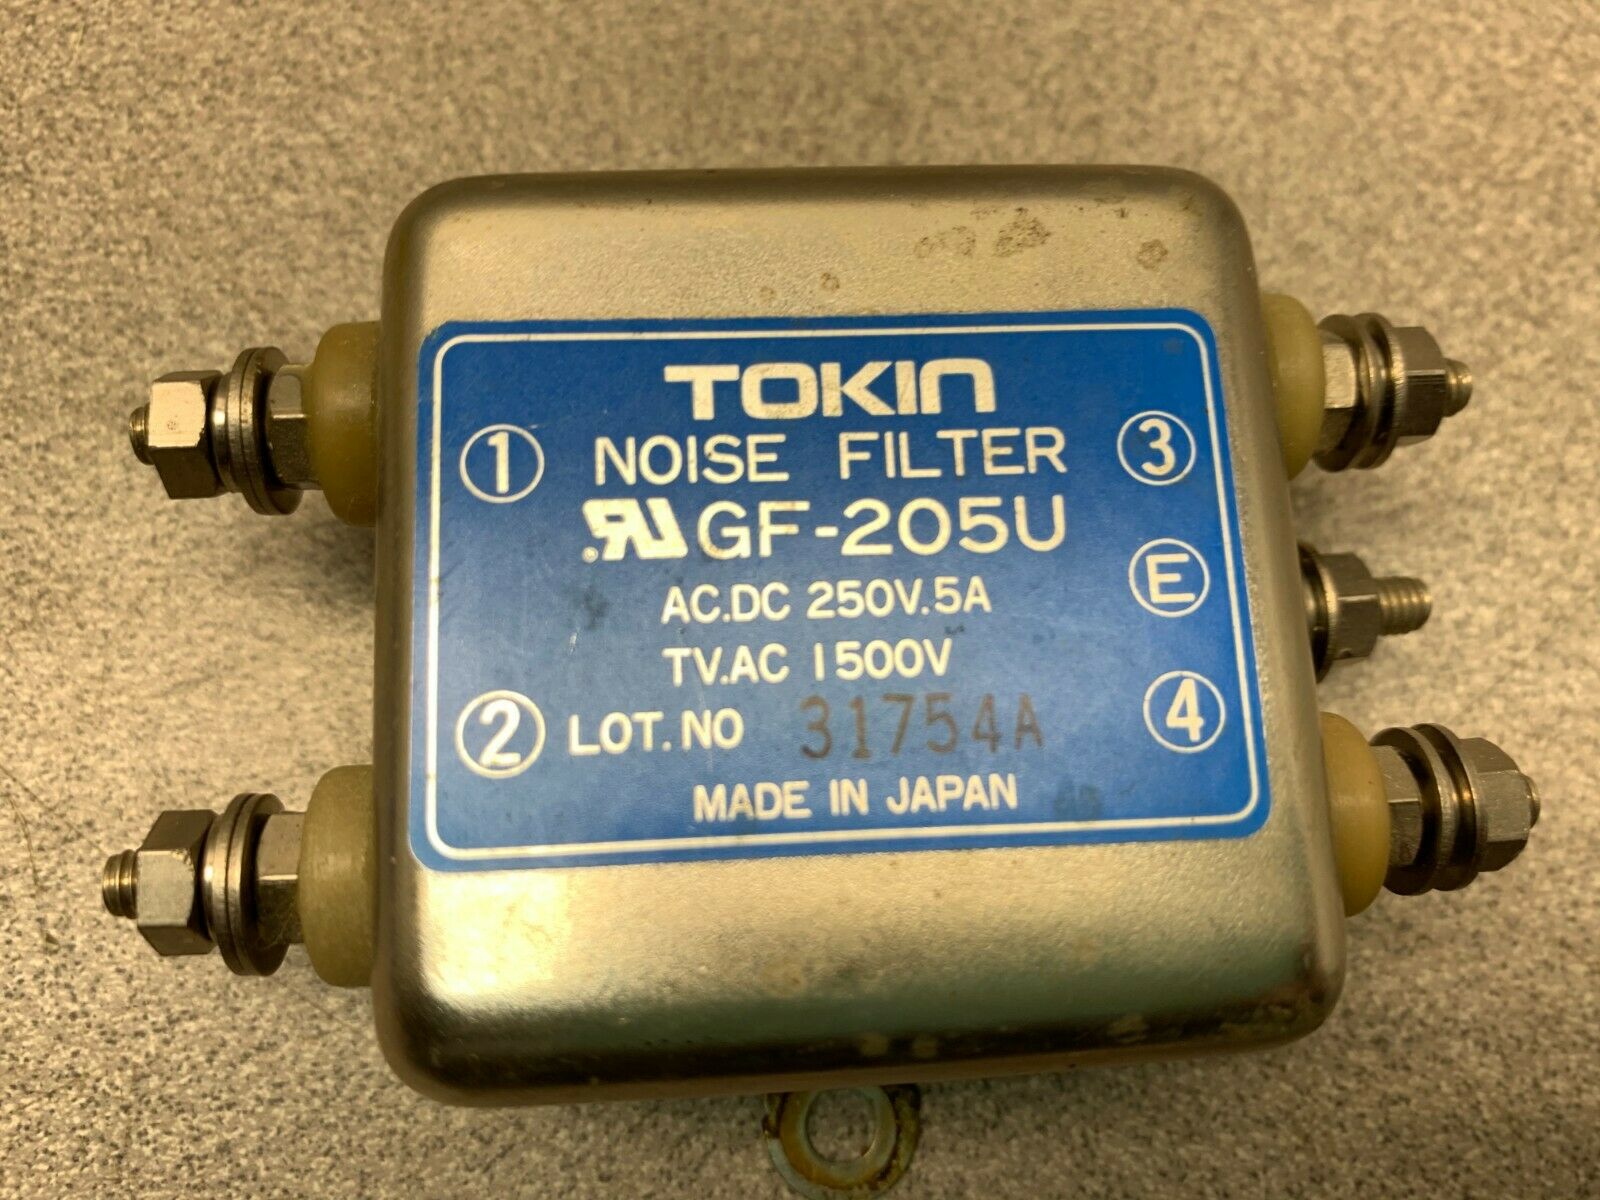 TOKIN
① NOISE FILTER ③
® RU GF-205U
AC.DC 250V.5A Ⓔ
TV.AC 1500V
② LOT.NO 31754A ④
MADE IN JAPAN